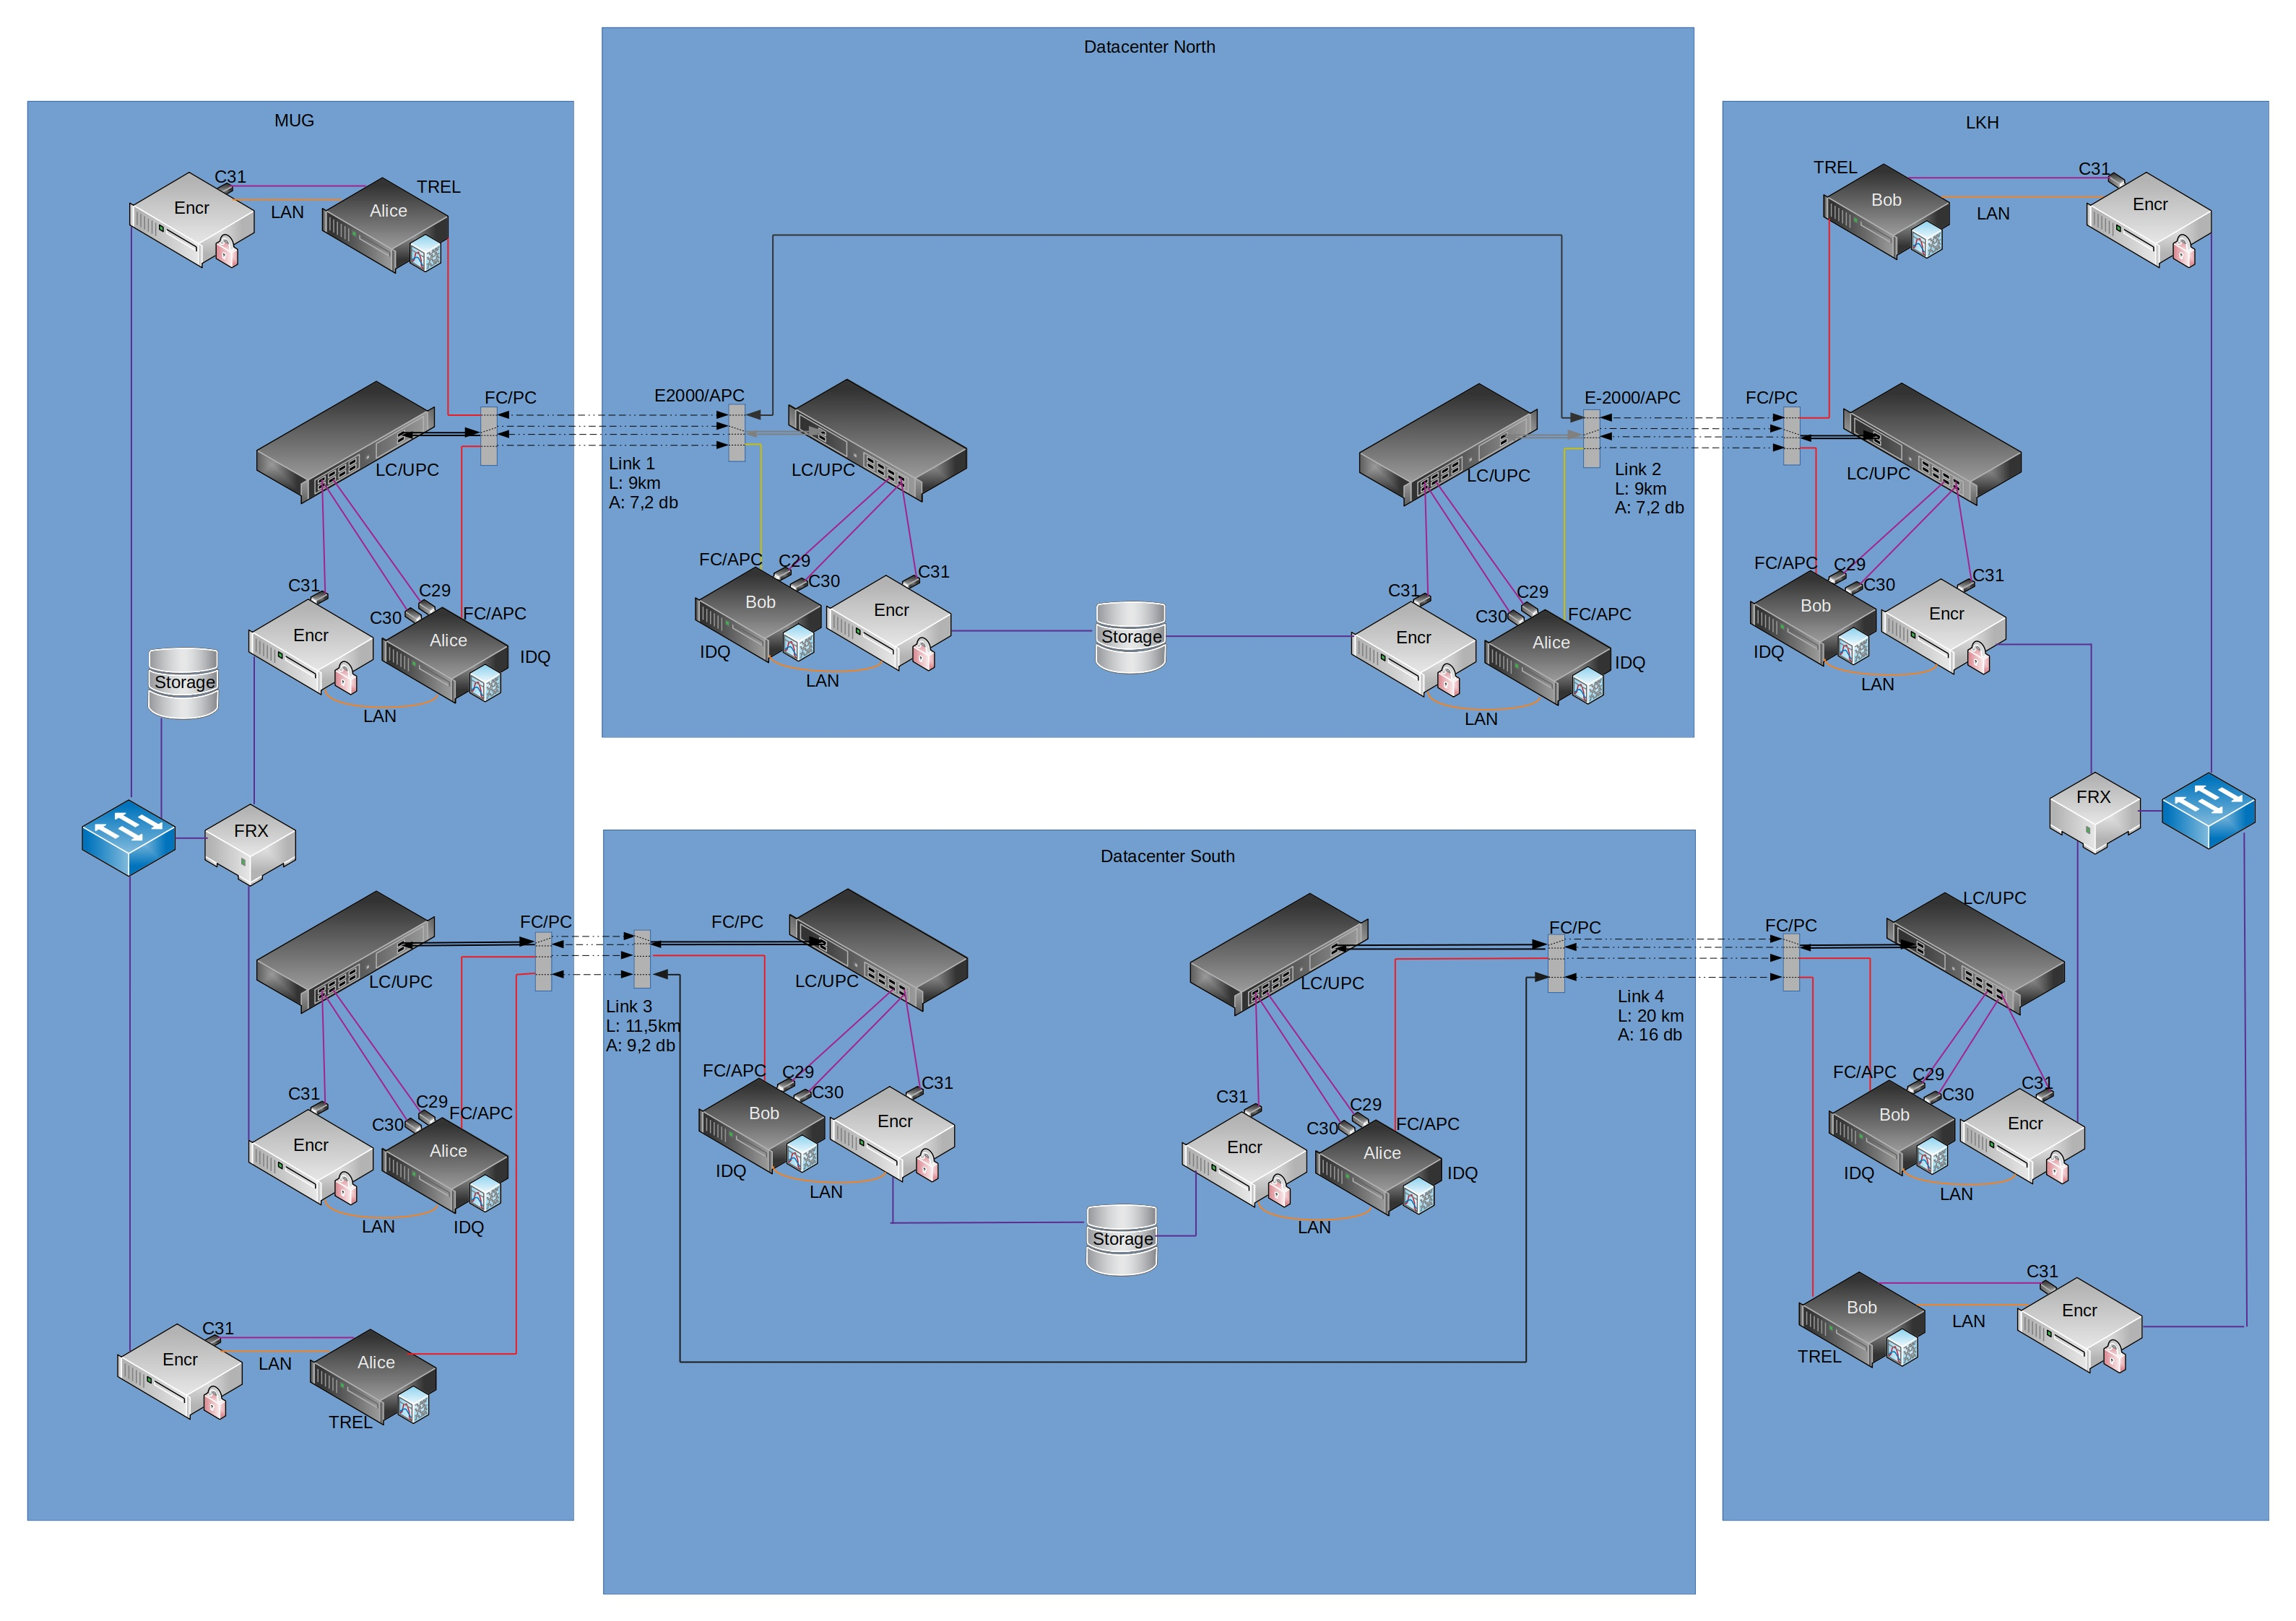 Datacenter North
MUG
LKH
C31
TREL
Encr
LAN
Alice
TREL
C31
Bob
Encr
LAN
FC/PC
E2000/APC
E-2000/APC
FC/PC
LC/UPC
LC/UPC
LC/UPC
LC/UPC
Link 1
L: 9km
A: 7,2 db
Link 2
L: 9km
A: 7,2 db
C31
C29
C30
FC/APC
Encr
Alice
IDQ
LAN
Storage
FC/APC
C29
C30
C31
Bob
Encr
IDQ
LAN
Storage
C31
C29
C30
FC/APC
Encr
Alice
IDQ
LAN
FC/APC
C29
C30
C31
Bob
Encr
IDQ
LAN
FRX
FRX
Datacenter South
FC/PC
FC/PC
FC/PC
FC/PC
LC/UPC
LC/UPC
LC/UPC
LC/UPC
Link 3
L: 11,5km
A: 9,2 db
Link 4
L: 20 km
A: 16 db
C31
C29
C30
FC/APC
Encr
Alice
IDQ
LAN
FC/APC
C29
C30
C31
Bob
Encr
IDQ
LAN
Storage
C31
C29
C30
FC/APC
Encr
Alice
IDQ
LAN
FC/APC
C29
C30
C31
Bob
Encr
IDQ
LAN
C31
Encr
LAN
Alice
TREL
C31
Bob
Encr
LAN
TREL